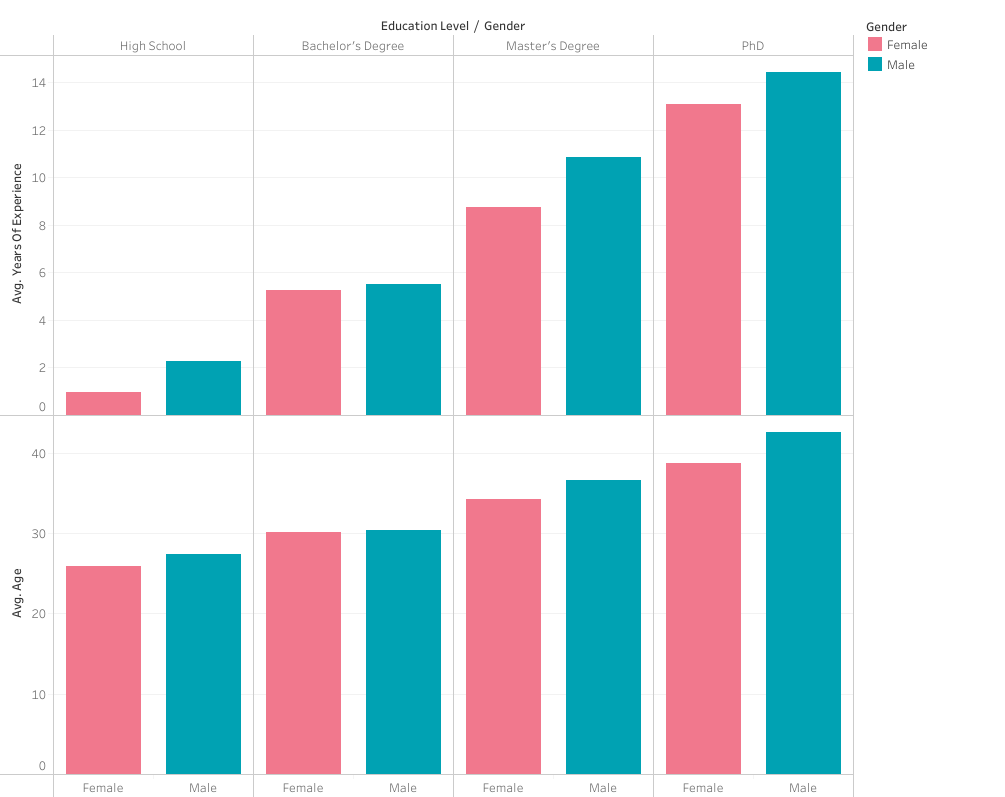 Education Level / Gender
High School Bachelor's Degree Master's Degree PhD
Gender
Female
Male
Avg. Years Of Experience
14
12
10
8
6
4
2
0
Avg. Age
40
30
20
10
0
Female Male Female Male Female Male Female Male